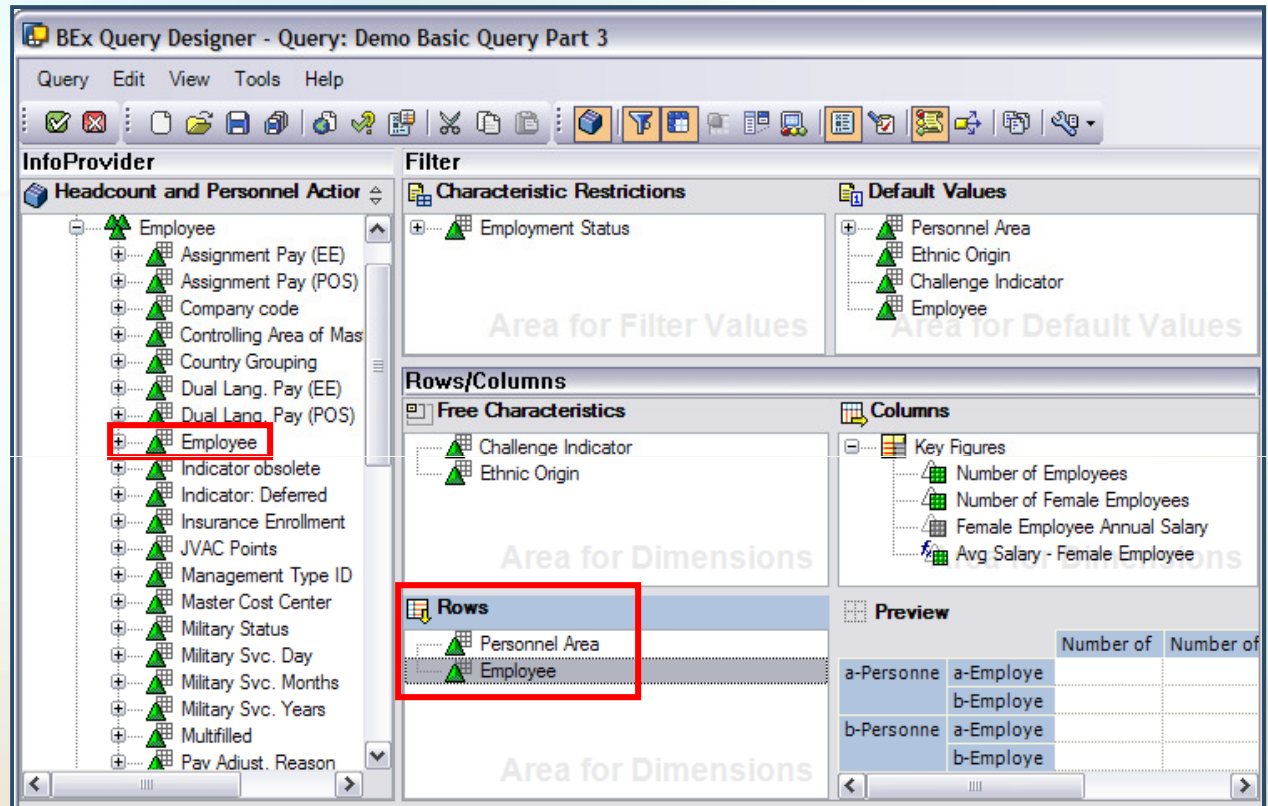 BEx Query Designer - Query: Demo Basic Query Part 3
Query Edit View Tools Help
InfoProvider
Headcount and Personnel Action
Employee
Assignment Pay (EE)
Assignment Pay (POS)
Company code
Controlling Area of Mas
Country Grouping
Dual Lang. Pay (EE)
Dual Lang. Pay (POS)
Employee
Indicator obsolete
Indicator: Deferred
Insurance Enrollment
JVAC Points
Management Type ID
Master Cost Center
Military Status
Military Svc. Day
Military Svc. Months
Military Svc. Years
Multifilled
Pay Adjust. Reason
Filter
Characteristic Restrictions
Employment Status
Area for Filter Values
Default Values
Personnel Area
Ethnic Origin
Challenge Indicator
Employee
Area for Default Values
Rows/Columns
Free Characteristics
Challenge Indicator
Ethnic Origin
Area for Dimensions
Columns
Key Figures
Number of Employees
Number of Female Employees
Female Employee Annual Salary
Avg Salary - Female Employee
Area for Dimensions
Rows
Personnel Area
Employee
Area for Dimensions
Preview
Number of Number of
a-Personne a-Employe
b-Employe
b-Personne a-Employe
b-Employe